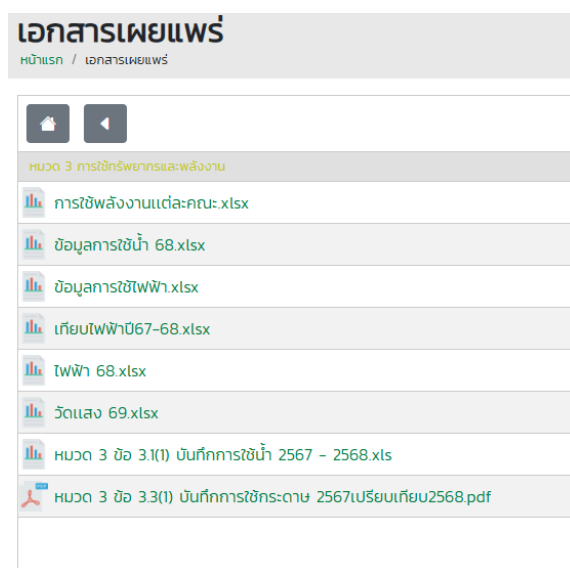 เอกสารเผยแพร่
หน้าแรก / เอกสารเผยแพร่
หมวด 3 การใช้ทรัพยากรและพลังงาน
การใช้พลังงานแต่ละคณะ.xlsx
ข้อมูลการใช้น้ำ 68.xlsx
ข้อมูลการใช้ไฟฟ้า.xlsx
เทียบไฟฟ้าปี67-68.xlsx
ไฟฟ้า 68.xlsx
วัดแสง 69.xlsx
หมวด 3 ข้อ 3.1(1) บันทึกการใช้น้ำ 2567 - 2568.xls
หมวด 3 ข้อ 3.3(1) บันทึกการใช้กระดาษ 2567เปรียบเทียบ2568.pdf